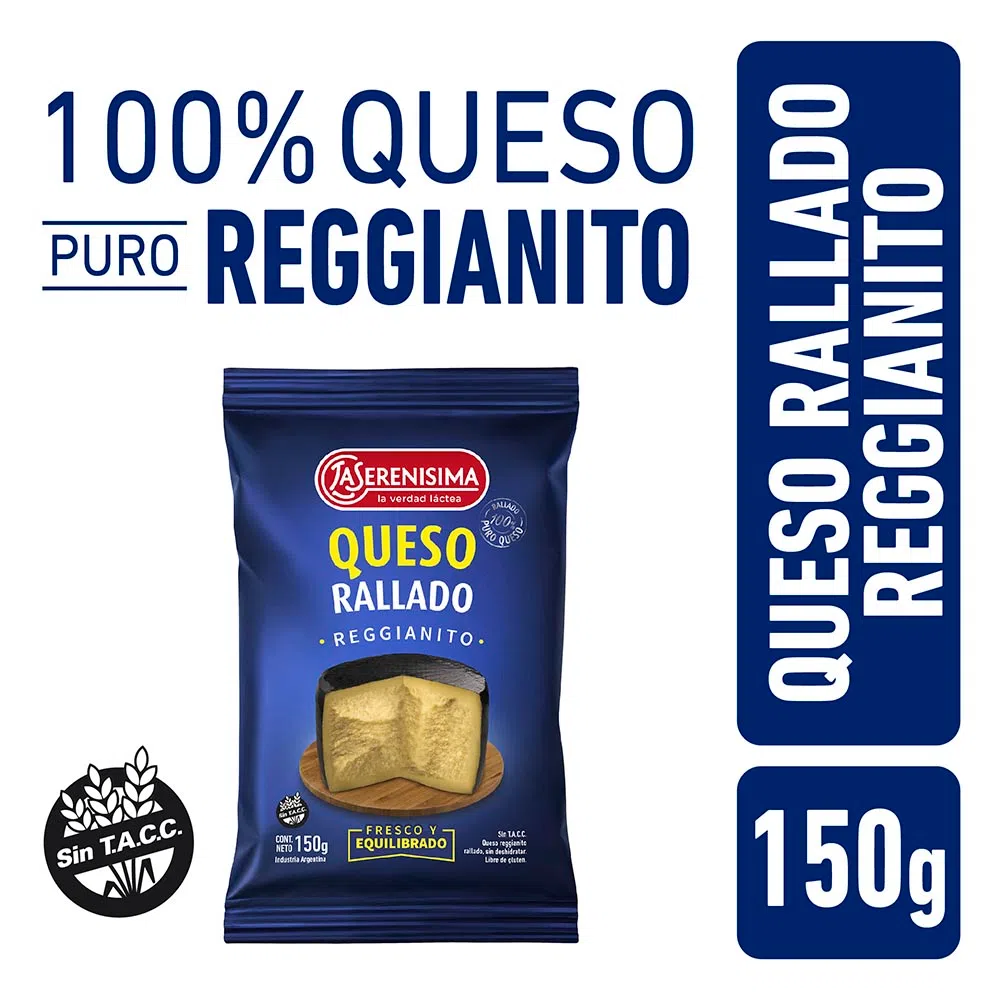 100% QUESO
PURO REGGIANITO
LA SERENISIMA
la verdad láctea
RALLADO
100%
PURO QUESO
QUESO
RALLADO
· REGGIANITO ·
Sin T.A.C.C.
CONT. NETO 150g
Industria Argentina
FRESCO Y
EQUILIBRADO
Sin T.A.C.C.
Queso reggianito
rallado, sin deshidratar.
Libre de gluten.
Sin T.A.C.C.
QUESO RALLADO
REGGIANITO
150g